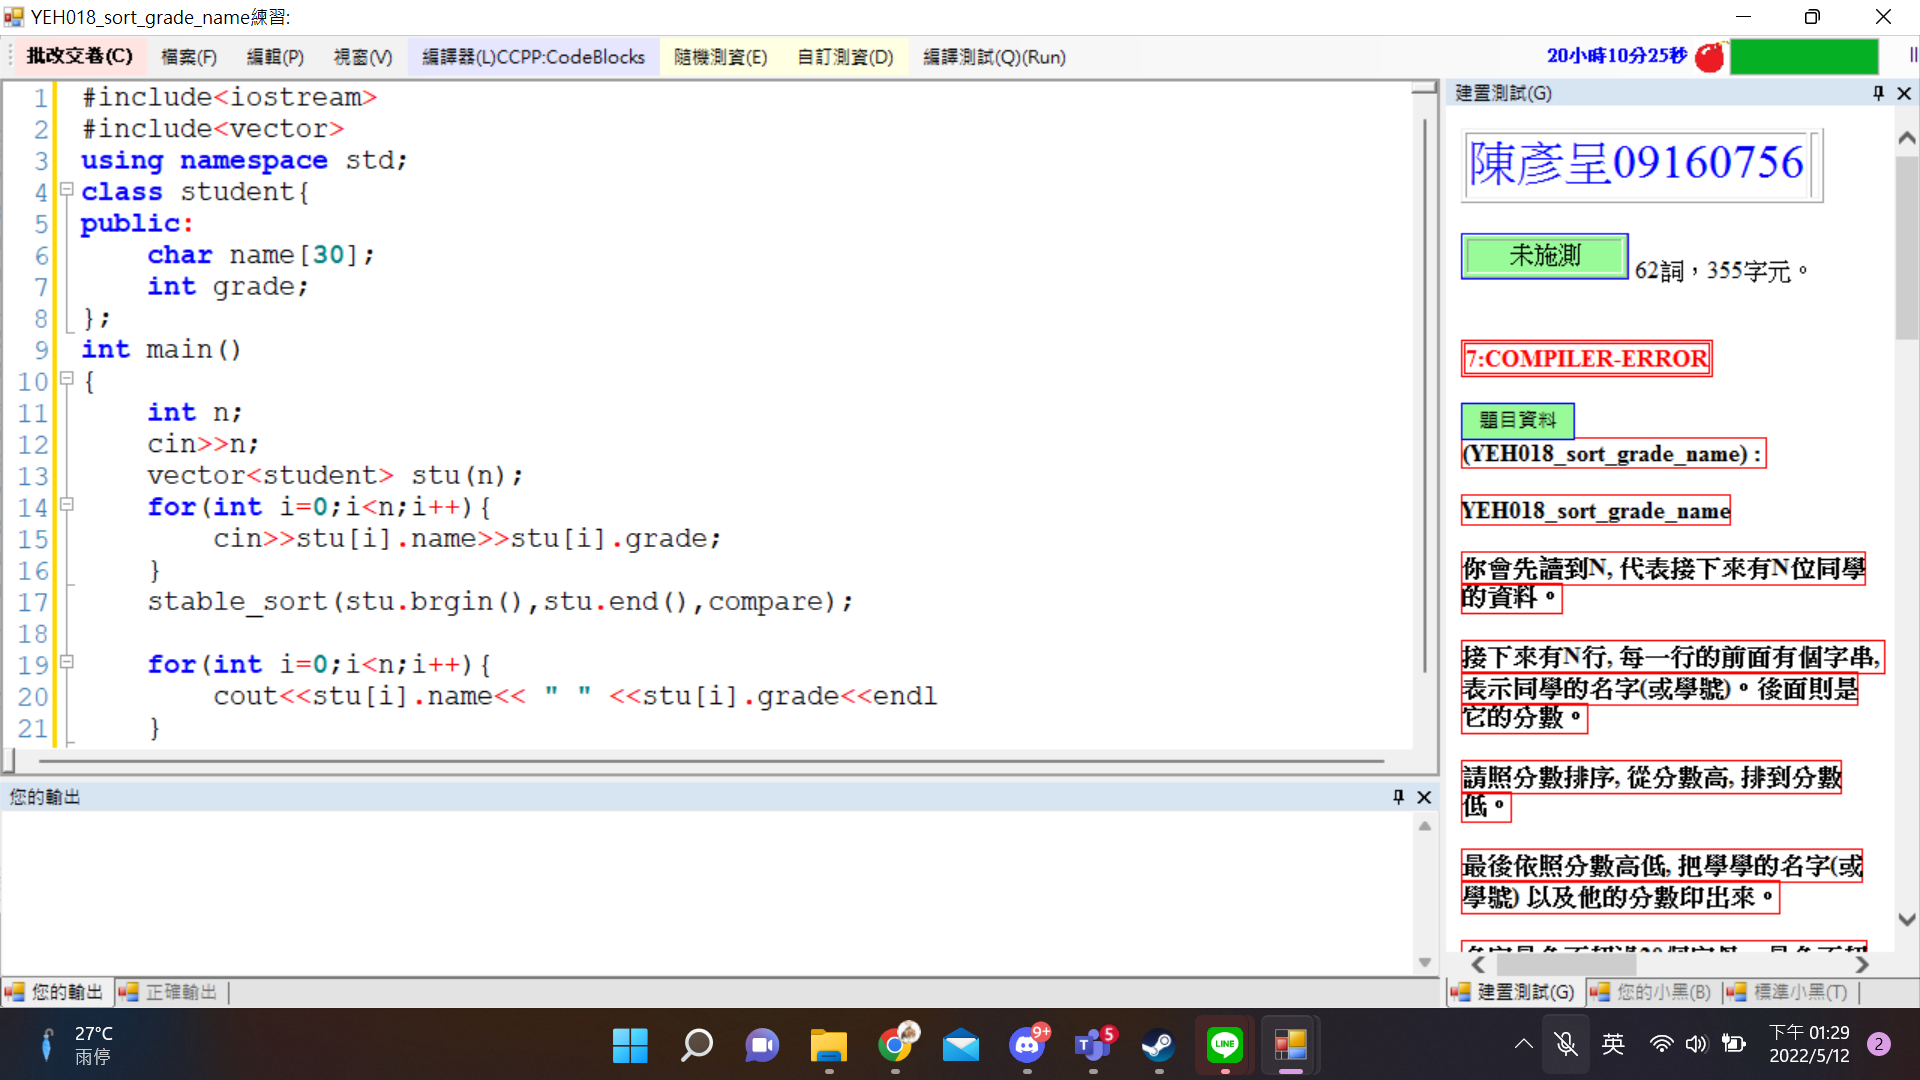 YEH018_sort_grade_name練習:
批改交卷(C) 檔案(F) 編輯(P) 視窗(V) 編譯器(L)CCPP:CodeBlocks 隨機測資(E) 自訂測資(D) 編譯測試(Q)(Run) 20小時10分25秒
1 #include<iostream>
2 #include<vector>
3 using namespace std;
4 class student{
5 public:
6 char name[30];
7 int grade;
8 };
9 int main()
10 {
11 int n;
12 cin>>n;
13 vector<student> stu(n);
14 for(int i=0;i<n;i++){
15 cin>>stu[i].name>>stu[i].grade;
16 }
17 stable_sort(stu.brgin(),stu.end(),compare);
18
19 for(int i=0;i<n;i++){
20 cout<<stu[i].name<< " " <<stu[i].grade<<endl
21 }
您的輸出
您的輸出 正確輸出
建置測試(G)
陳彥呈09160756
未施測 62詞，355字元。
7:COMPILER-ERROR
題目資料
(YEH018_sort_grade_name) :
YEH018_sort_grade_name
你會先讀到N, 代表接下來有N位同學
的資料。
接下來有N行, 每一行的前面有個字串,
表示同學的名字(或學號)。後面則是
它的分數。
請照分數排序, 從分數高, 排到分數
低。
最後依照分數高低, 把學學的名字(或
學號) 以及他的分數印出來。
建置測試(G) 您的小黑(B) 標準小黑(T)
27°C
雨停
9+
5
LINE
英
下午 01:29
2022/5/12
2